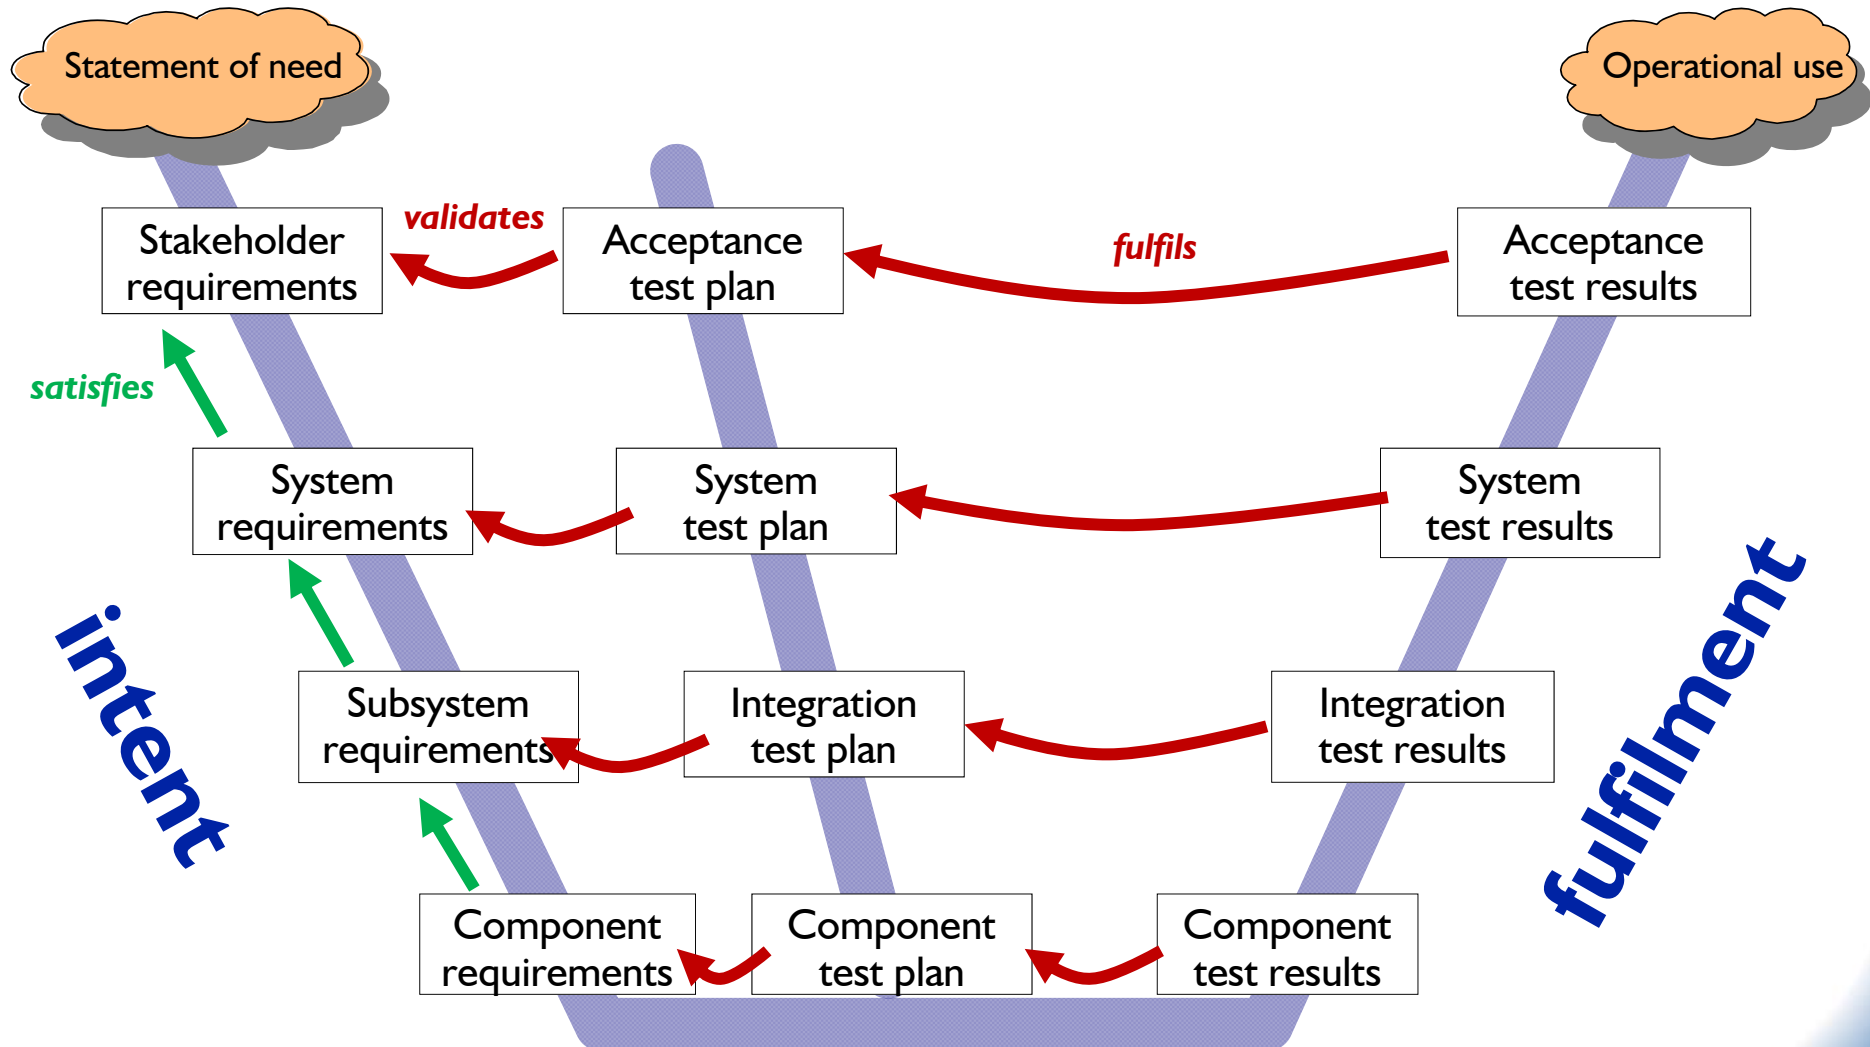 Statement of need
Operational use
Stakeholder
requirements
validates
Acceptance
test plan
fulfils
Acceptance
test results
satisfies
System
requirements
System
test plan
System
test results
intent
fulfilment
Subsystem
requirements
Integration
test plan
Integration
test results
Component
requirements
Component
test plan
Component
test results